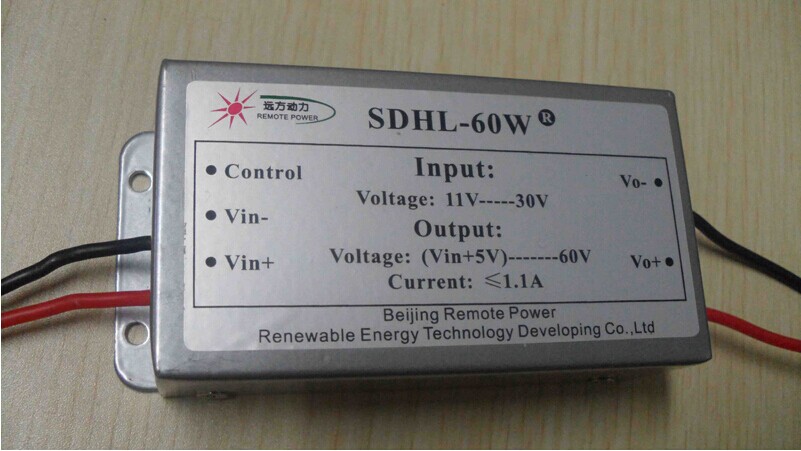 远方动力
REMOTE POWER
SDHL-60W®
Input:
Control
Vo-
Voltage: 11V-----30V
Vin-
Output:
Voltage: (Vin+5V)-------60V
Vin+
Vo+
Current: ≤1.1A
Beijing Remote Power
Renewable Energy Technology Developing Co.,Ltd